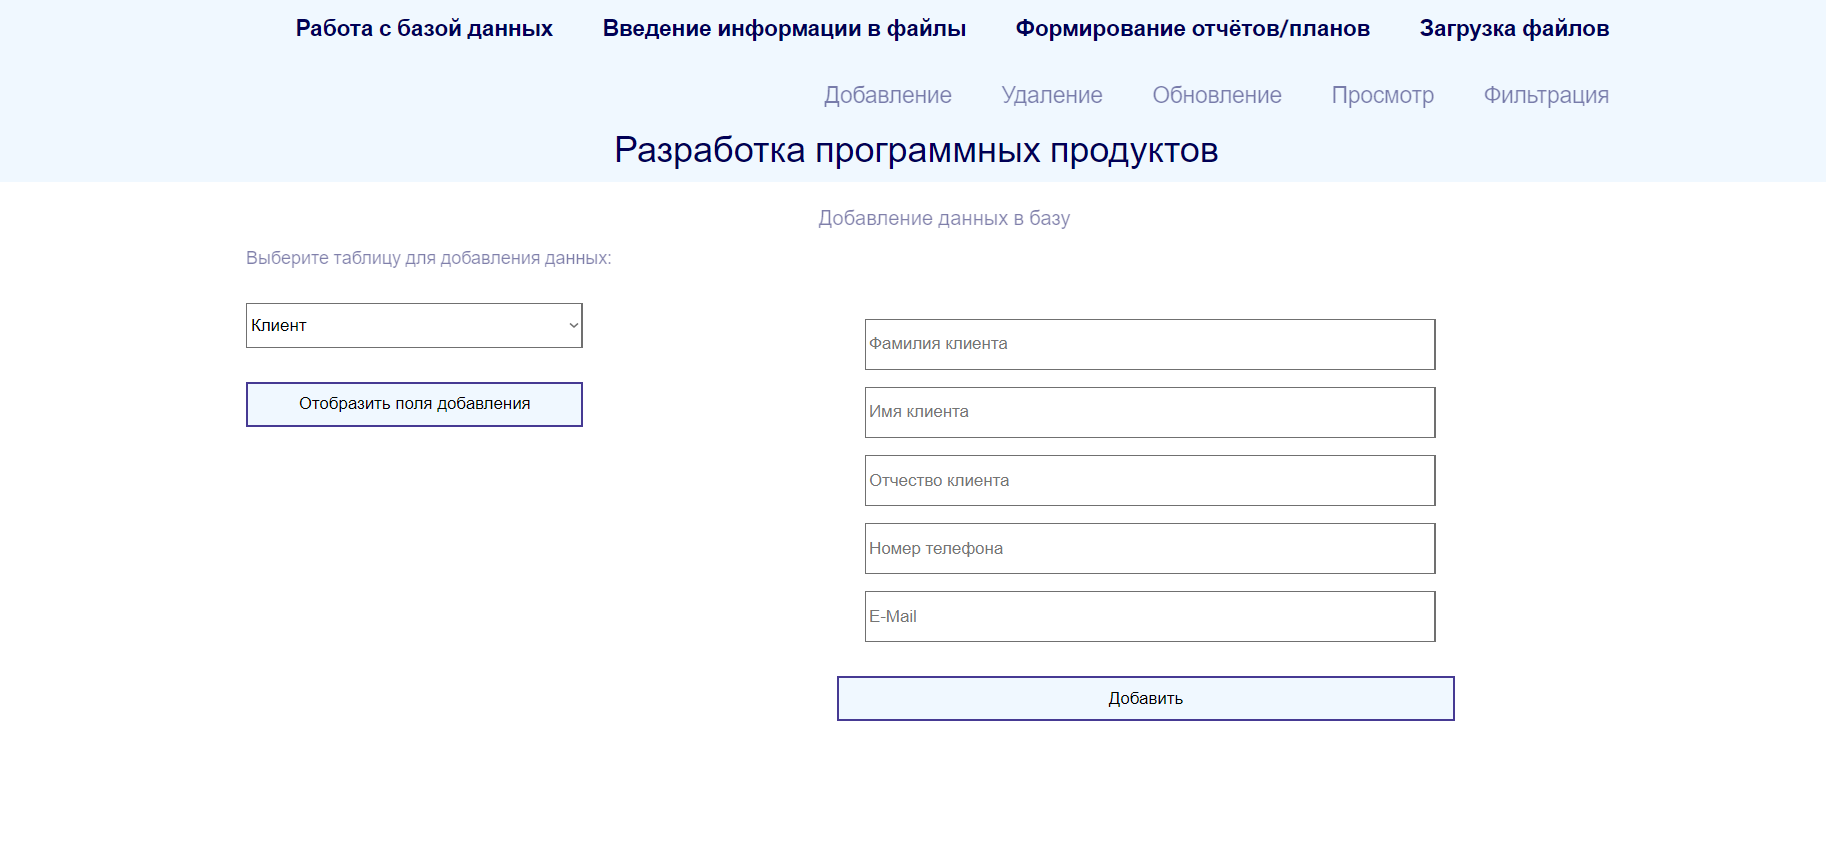 Работа с базой данных Введение информации в файлы Формирование отчётов/планов Загрузка файлов
Добавление Удаление Обновление Просмотр Фильтрация
Разработка программных продуктов
Добавление данных в базу
Выберите таблицу для добавления данных:
Клиент
Отобразить поля добавления
Фамилия клиента
Имя клиента
Отчество клиента
Номер телефона
E-Mail
Добавить